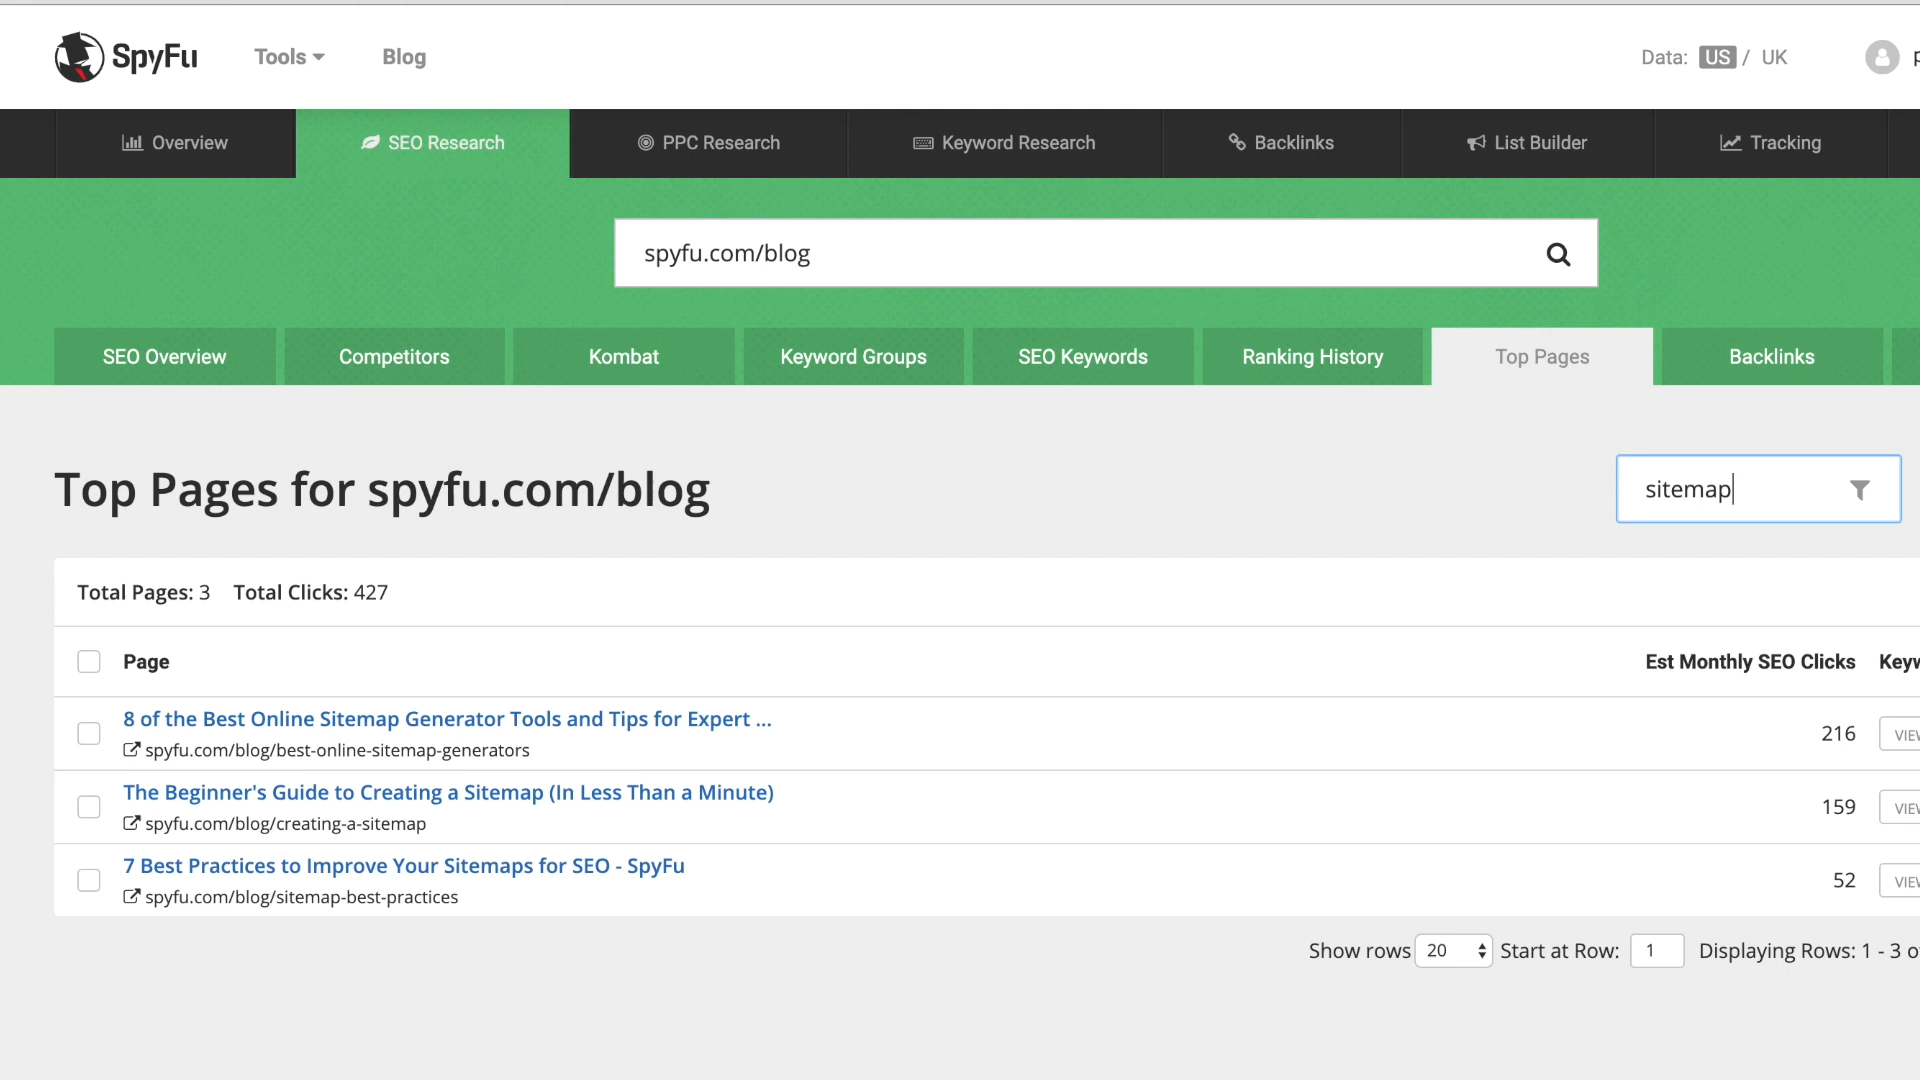 SpyFu Tools Blog Data: US / UK
Overview SEO Research PPC Research Keyword Research Backlinks List Builder Tracking
spyfu.com/blog
SEO Overview Competitors Kombat Keyword Groups SEO Keywords Ranking History Top Pages Backlinks
Top Pages for spyfu.com/blog
sitemap
Total Pages: 3 Total Clicks: 427
Page Est Monthly SEO Clicks
8 of the Best Online Sitemap Generator Tools and Tips for Expert ...
spyfu.com/blog/best-online-sitemap-generators
216
The Beginner's Guide to Creating a Sitemap (In Less Than a Minute)
spyfu.com/blog/creating-a-sitemap
159
7 Best Practices to Improve Your Sitemaps for SEO - SpyFu
spyfu.com/blog/sitemap-best-practices
52
Show rows 20 Start at Row: 1 Displaying Rows: 1 - 3